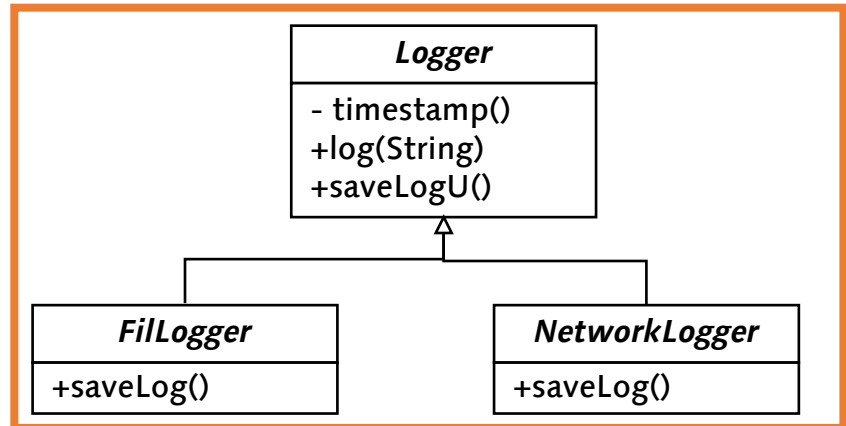 Logger
- timestamp()
+log(String)
+saveLogU()
FilLogger
+saveLog()
NetworkLogger
+saveLog()